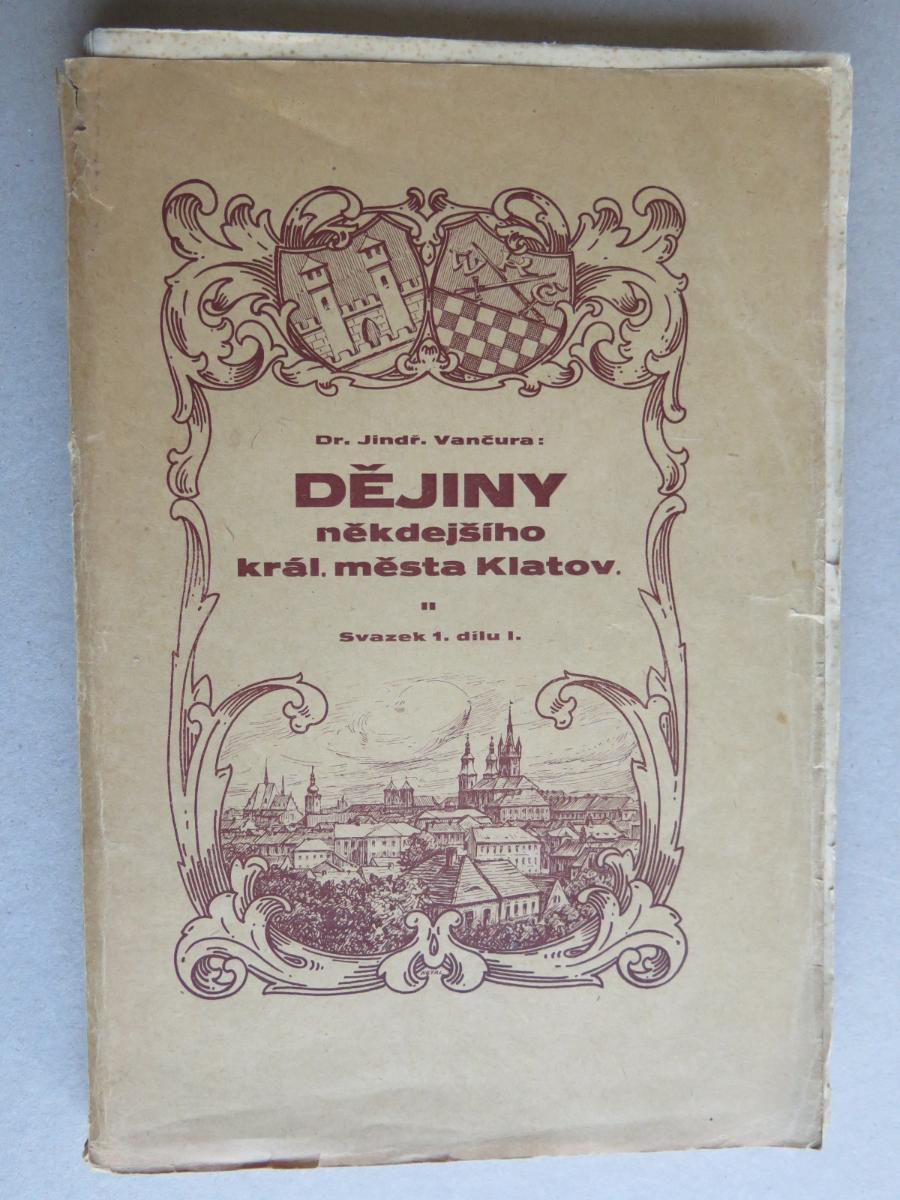 Dr. Jindř. Vančura:
DĚJINY
někdejšího
král. města Klatov.
II
Svazek 1. dílu I.